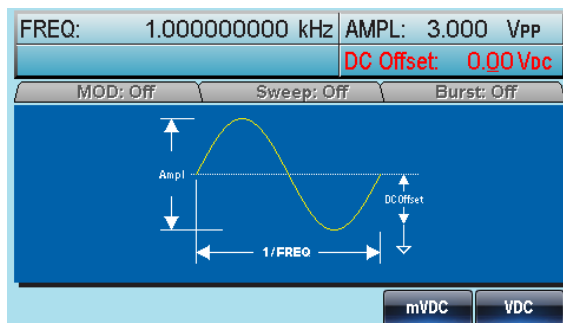 FREQ: 1.000000000 kHz AMPL: 3.000 VPP
DC Offset: 0.00 VDC
MOD: Off Sweep: Off Burst: Off
Ampl
DC Offset
1/FREQ
mVDC VDC